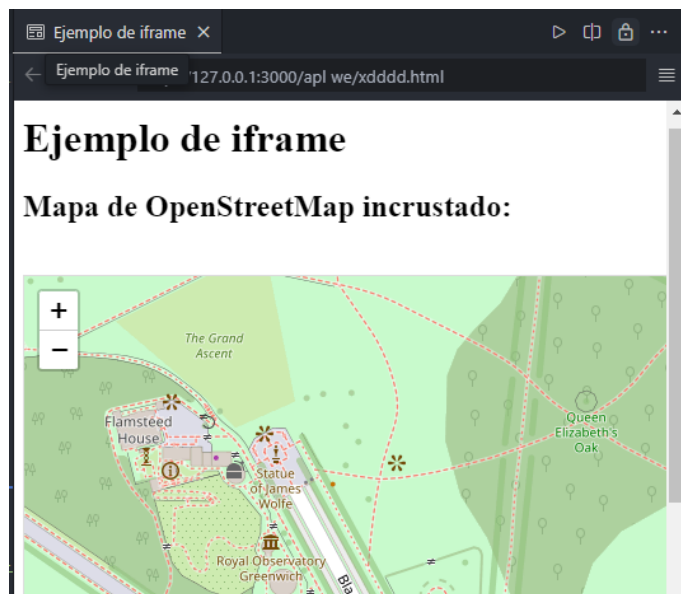 Ejemplo de iframe
Ejemplo de iframe
/127.0.0.1:3000/apl we/xdddd.html
Ejemplo de iframe
Mapa de OpenStreetMap incrustado:
+
−
The Grand
Ascent
Flamsteed
House
Queen
Elizabeth's
Oak
Statue
of James
Wolfe
Royal Observatory
Greenwich
Bla